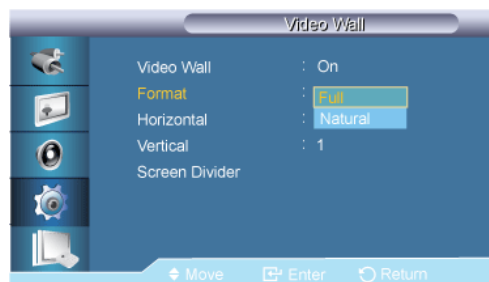 Video Wall
Video Wall : On
Format : Full
Horizontal : Natural
Vertical : 1
Screen Divider
Move Enter Return